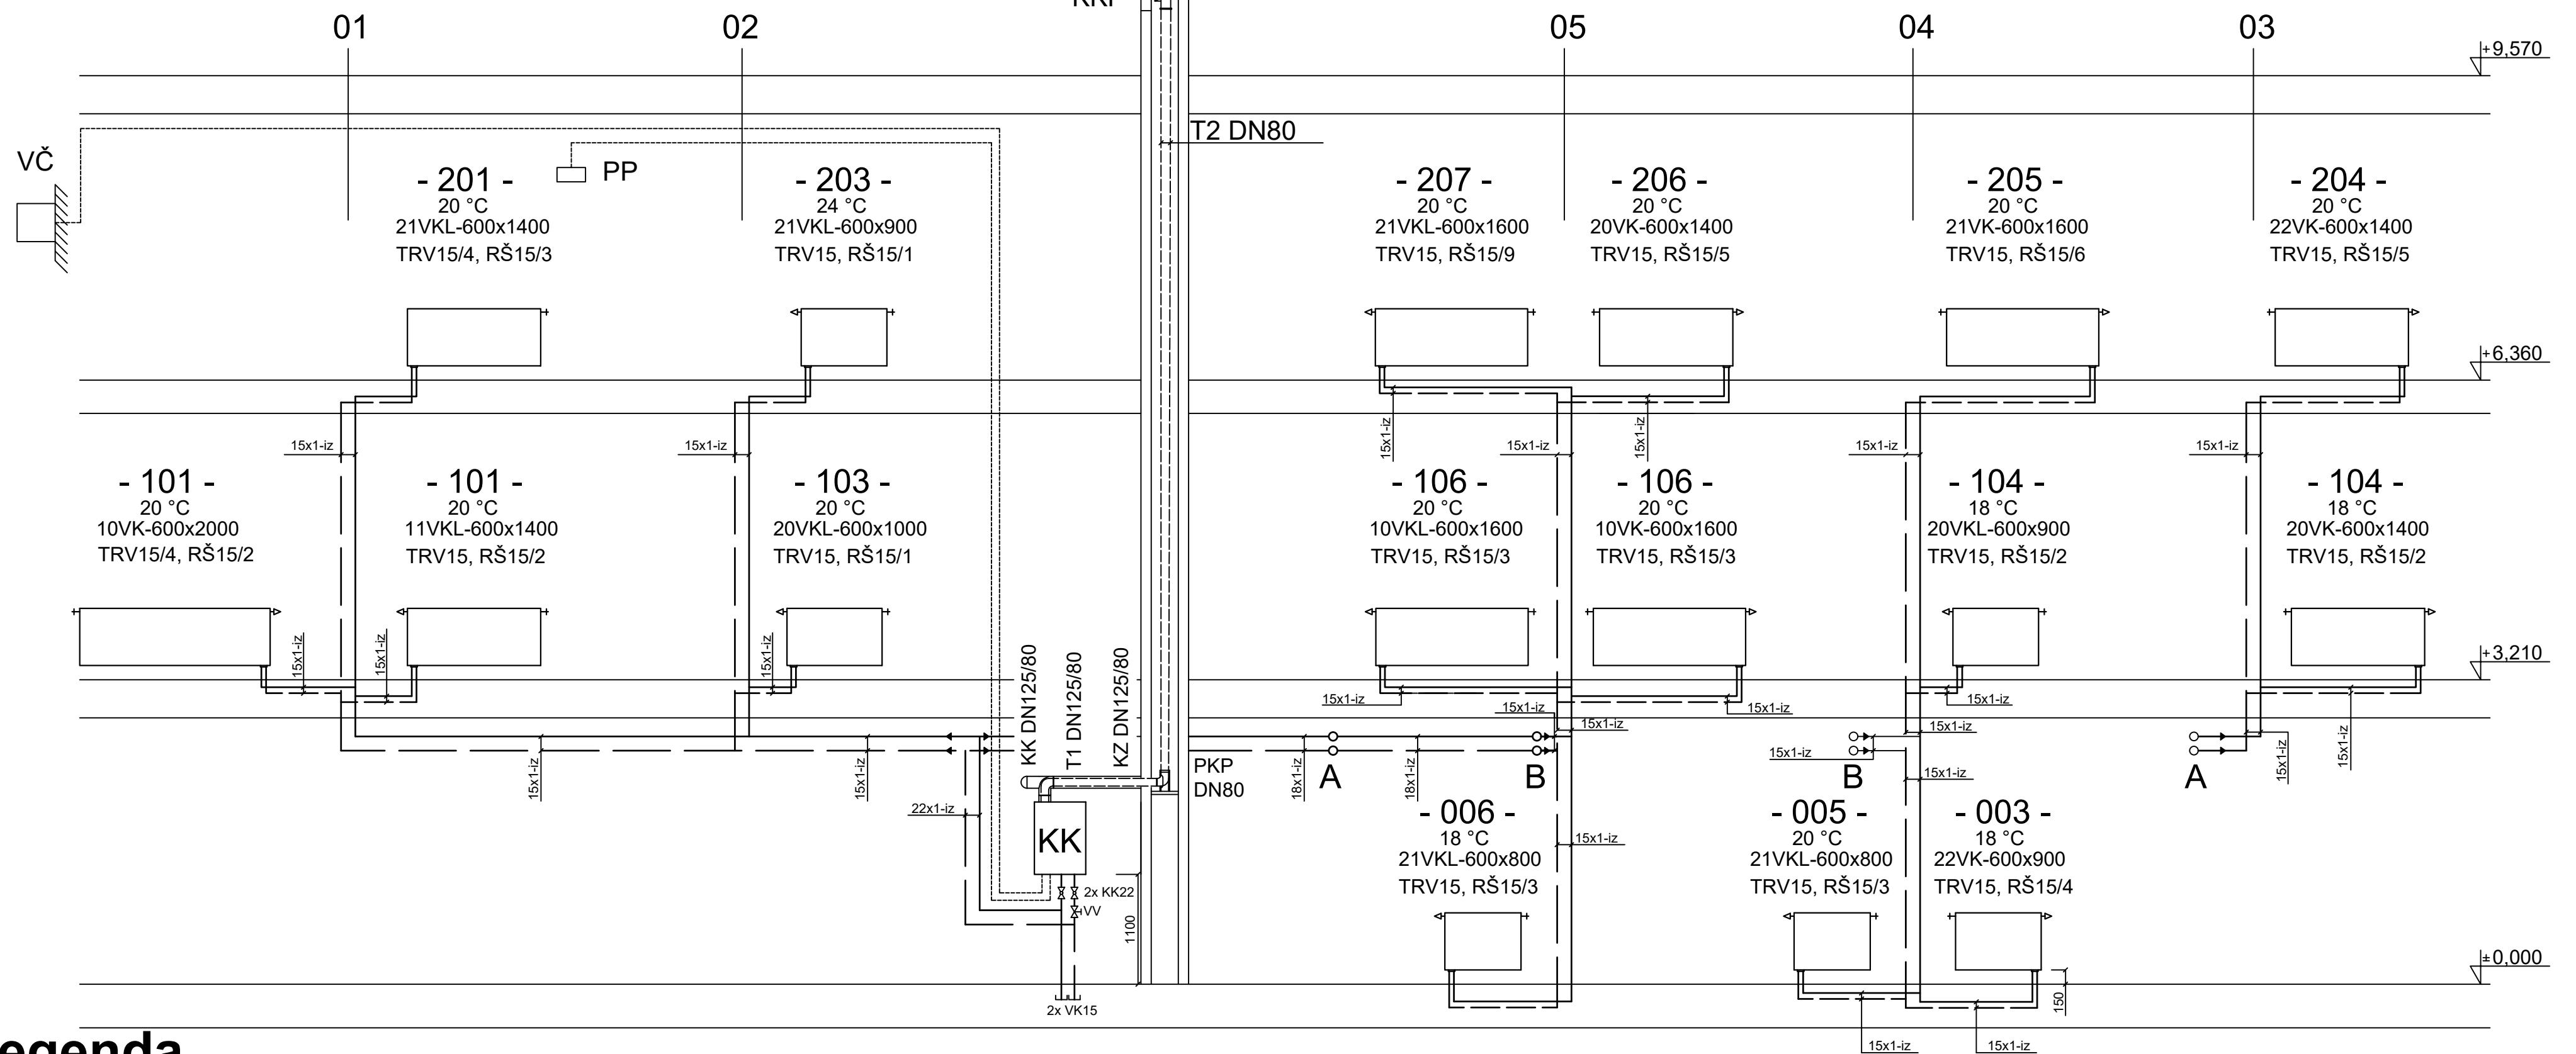 01
02
05
04
03
+9,570
VČ
PP
T2 DN80
- 201 -
20 °C
21VKL-600x1400
TRV15/4, RŠ15/3
- 203 -
24 °C
21VKL-600x900
TRV15, RŠ15/1
- 207 -
20 °C
21VKL-600x1600
TRV15, RŠ15/9
- 206 -
20 °C
20VK-600x1400
TRV15, RŠ15/5
- 205 -
20 °C
21VK-600x1600
TRV15, RŠ15/6
- 204 -
20 °C
22VK-600x1400
TRV15, RŠ15/5
+6,360
15x1-iz
15x1-iz
15x1-iz
15x1-iz
15x1-iz
15x1-iz
15x1-iz
- 101 -
20 °C
10VK-600x2000
TRV15/4, RŠ15/2
- 101 -
20 °C
11VKL-600x1400
TRV15, RŠ15/2
- 103 -
20 °C
20VKL-600x1000
TRV15, RŠ15/1
- 106 -
20 °C
10VKL-600x1600
TRV15, RŠ15/3
- 106 -
20 °C
10VK-600x1600
TRV15, RŠ15/3
- 104 -
18 °C
20VKL-600x900
TRV15, RŠ15/2
- 104 -
18 °C
20VK-600x1400
TRV15, RŠ15/2
15x1-iz
15x1-iz
15x1-iz
KK DN125/80
T1 DN125/80
KZ DN125/80
+3,210
15x1-iz
15x1-iz
15x1-iz
15x1-iz
15x1-iz
15x1-iz
15x1-iz
15x1-iz
15x1-iz
15x1-iz
15x1-iz
15x1-iz
15x1-iz
PKP
DN80
18x1-iz
A
18x1-iz
B
B
A
22x1-iz
KK
2x KK22
VV
1100
2x VK15
- 006 -
18 °C
21VKL-600x800
TRV15, RŠ15/3
15x1-iz
- 005 -
20 °C
21VKL-600x800
TRV15, RŠ15/3
- 003 -
18 °C
22VK-600x900
TRV15, RŠ15/4
±0,000
150
15x1-iz
15x1-iz
egenda